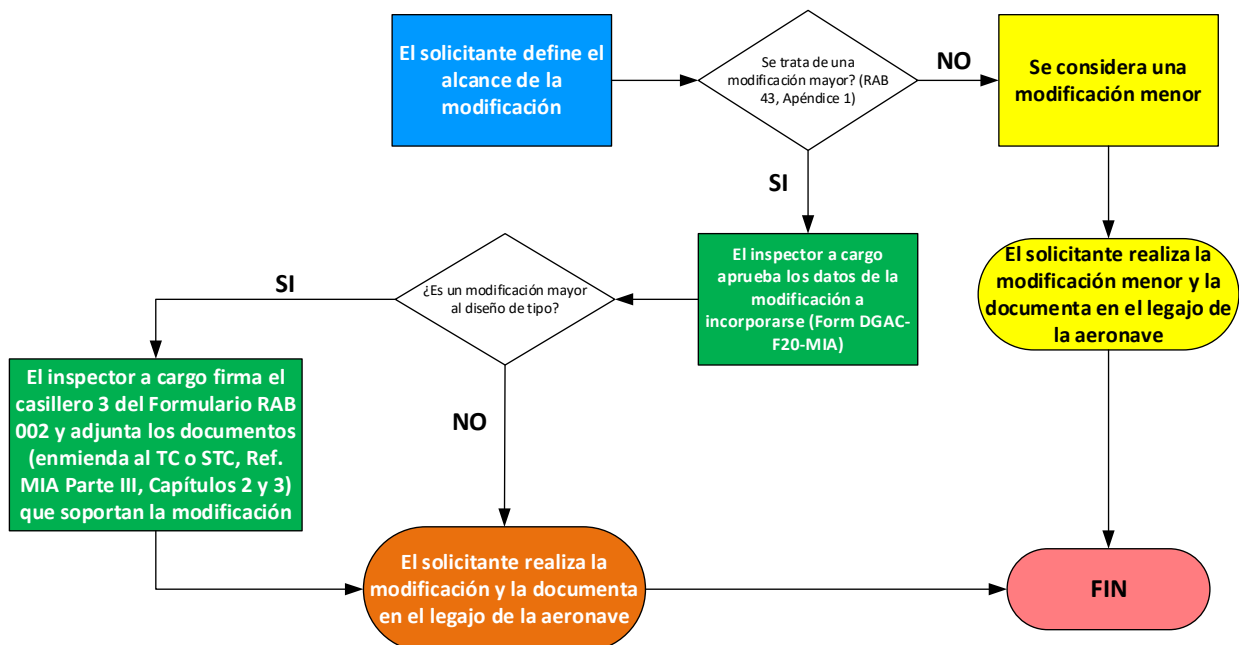 El solicitante define el
alcance de la
modificación
Se trata de una
modificación mayor? (RAB
43, Apéndice 1)
NO
Se considera una
modificación menor
SI
El inspector a cargo
aprueba los datos de la
modificación a
incorporarse (Form DGAC-
F20-MIA)
El solicitante realiza la
modificación menor y la
documenta en el legajo de
la aeronave
¿Es un modificación mayor
al diseño de tipo?
SI
El inspector a cargo firma el
casillero 3 del Formulario RAB
002 y adjunta los documentos
(enmienda al TC o STC, Ref.
MIA Parte III, Capítulos 2 y 3)
que soportan la modificación
NO
El solicitante realiza la
modificación y la documenta
en el legajo de la aeronave
FIN